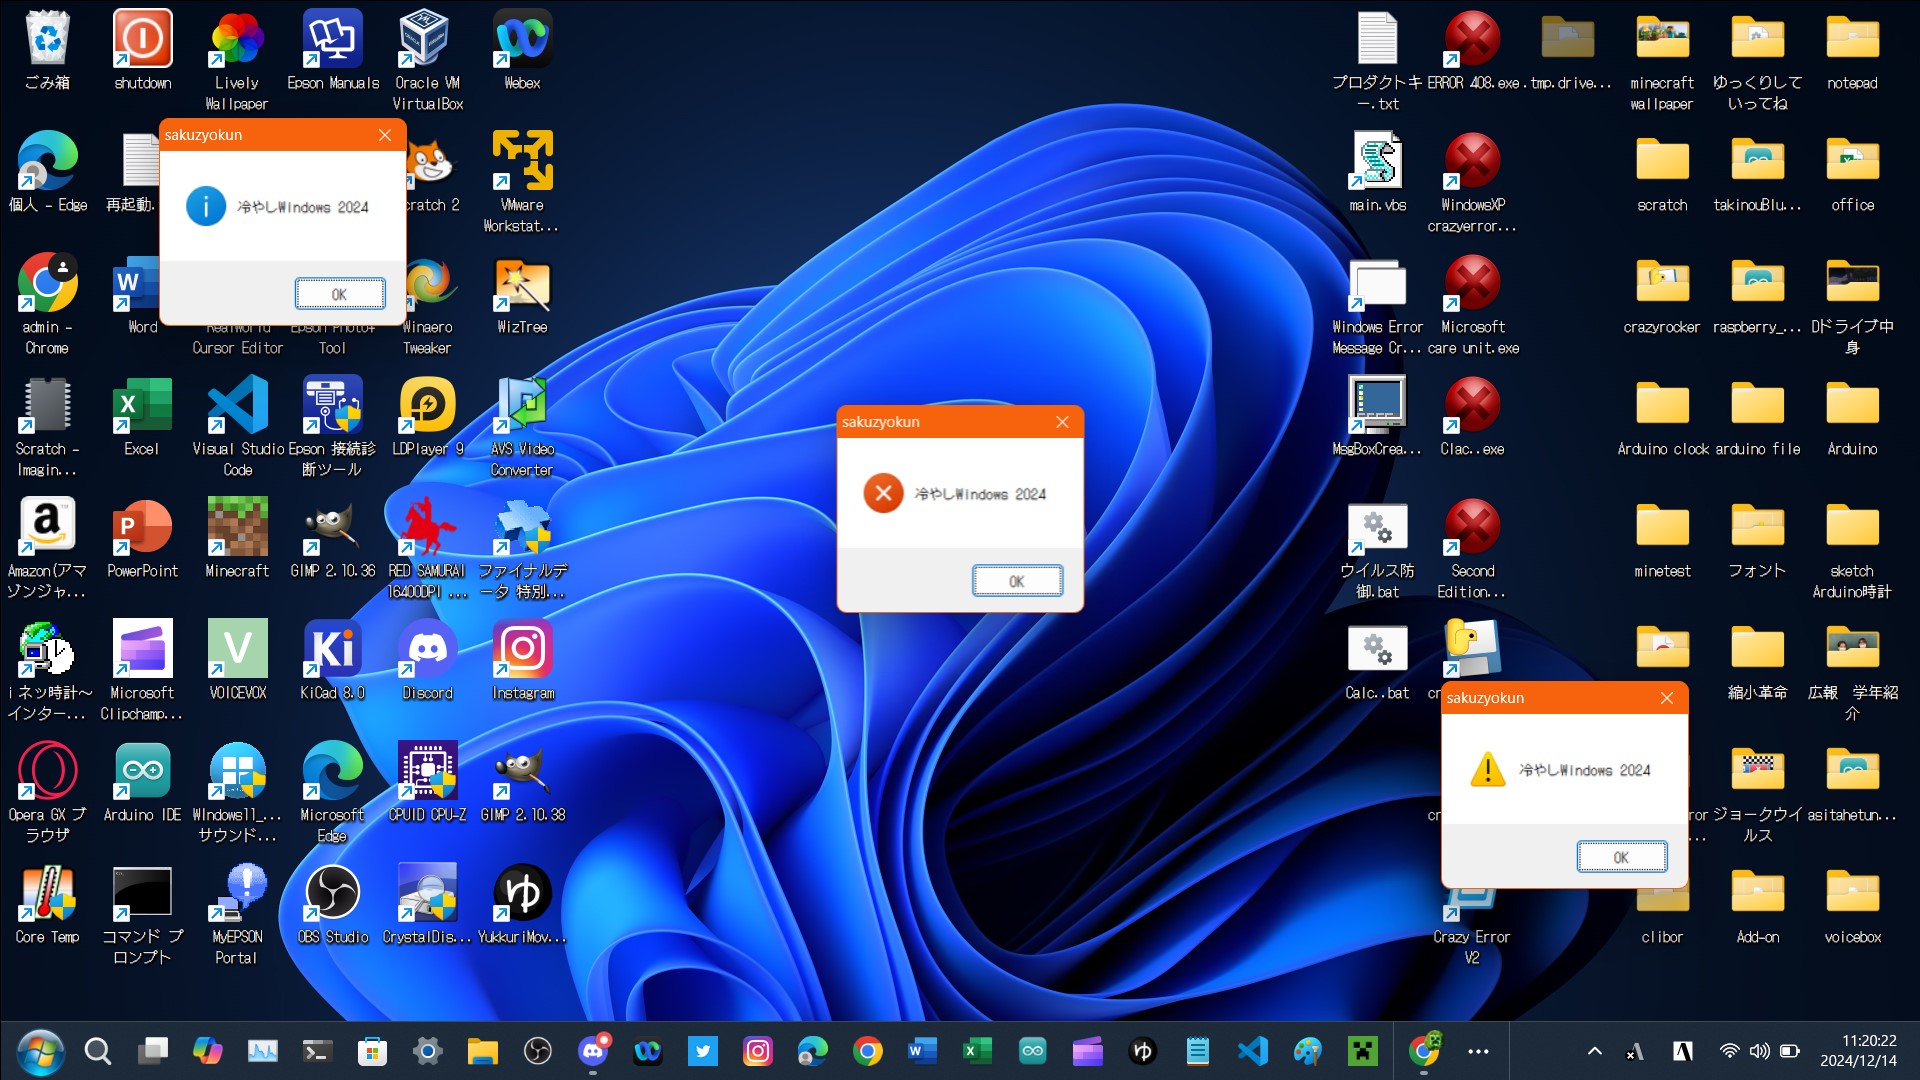 ごみ箱
shutdown
Lively
Wallpaper
Epson Manuals
Oracle VM
VirtualBox
Webex
プロダクトキ
ー.txt
ERROR 408.exe
.tmp.drive...
minecraft
wallpaper
ゆっくりして
いってね
notepad
個人 - Edge
再起動.
sakuzyokun
冷やしWindows 2024
OK
cratch 2
VMware
Workstat...
main.vbs
WindowsXP
crazyerror...
scratch
takinouBlu...
office
admin -
Chrome
Word
RealWorld
Cursor Editor
Epson Photo+
Tool
Winaero
Tweaker
WizTree
Windows Error
Message Cr...
Microsoft
care unit.exe
crazyrocker
raspberry_...
Dドライブ中
身
Scratch -
Imagin...
Excel
Visual Studio
Code
Epson 接続診
断ツール
LDPlayer 9
AVS Video
Converter
sakuzyokun
冷やしWindows 2024
OK
MsgBoxCrea...
Clac..exe
Arduino clock
arduino file
Arduino
Amazon(アマ
ゾンジャ...
PowerPoint
Minecraft
GIMP 2.10.36
RED SAMURAI
16400DPI ...
ファイナルデ
ータ 特別...
ウイルス防
御.bat
Second
Edition...
minetest
フォント
sketch
Arduino時計
i ネッ時計～
インター...
Microsoft
Clipchamp...
VOICEVOX
KiCad 8.0
Discord
Instagram
Calc..bat
cr
縮小革命
広報　学年紹
介
sakuzyokun
冷やしWindows 2024
OK
Opera GX ブ
ラウザ
Arduino IDE
Windows11_...
サウンド...
Microsoft
Edge
CPUID CPU-Z
GIMP 2.10.38
cr
ror
...
ジョークウイ
ルス
asitahetun...
Core Temp
コマンド プ
ロンプト
MyEPSON
Portal
OBS Studio
CrystalDis...
YukkuriMov...
Crazy Error
V2
clibor
Add-on
voicebox
11:20:22
2024/12/14